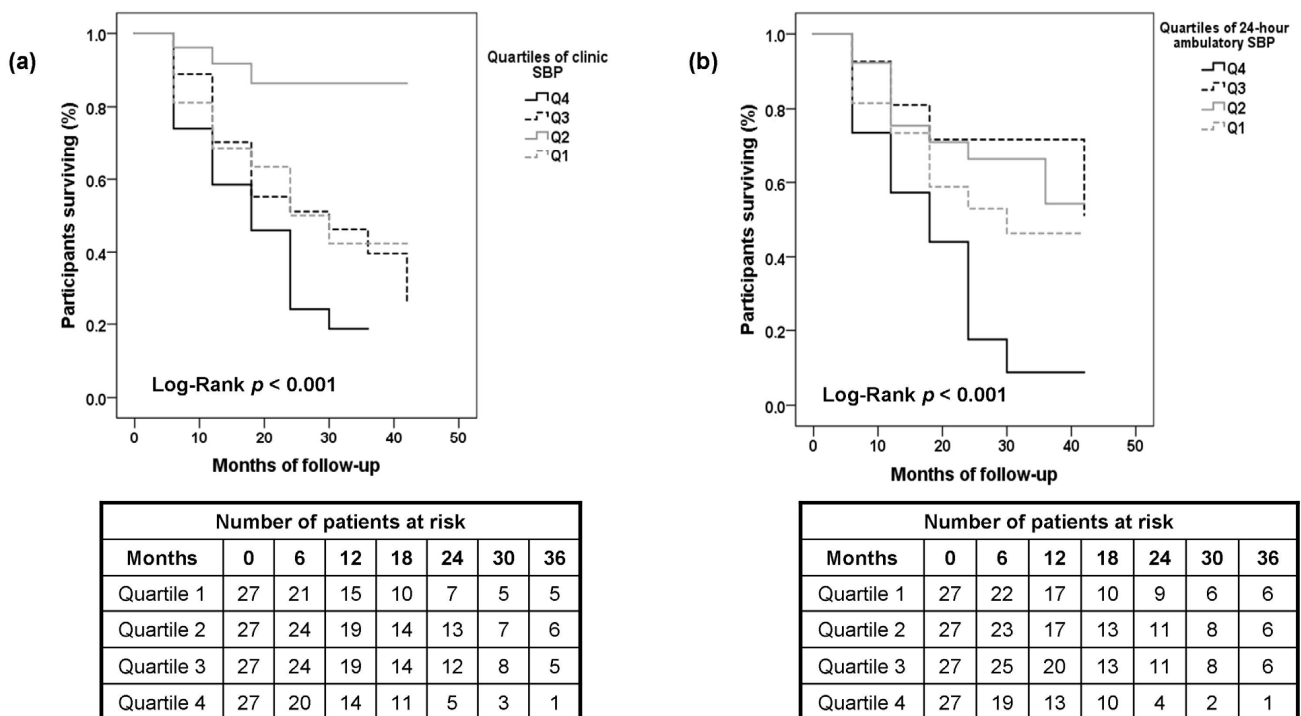 (a)
Participants surviving (%)
1.0
0.8
0.6
0.4
0.2
0.0
Log-Rank p < 0.001
0 10 20 30 40 50
Months of follow-up
Quartiles of clinic
SBP
Q4
Q3
Q2
Q1
Number of patients at risk
Months 0 6 12 18 24 30 36
Quartile 1 27 21 15 10 7 5 5
Quartile 2 27 24 19 14 13 7 6
Quartile 3 27 24 19 14 12 8 5
Quartile 4 27 20 14 11 5 3 1
(b)
Participants surviving (%)
1.0
0.8
0.6
0.4
0.2
0.0
Log-Rank p < 0.001
0 10 20 30 40 50
Months of follow-up
Quartiles of 24-hour
ambulatory SBP
Q4
Q3
Q2
Q1
Number of patients at risk
Months 0 6 12 18 24 30 36
Quartile 1 27 22 17 10 9 6 6
Quartile 2 27 23 17 13 11 8 6
Quartile 3 27 25 20 13 11 8 6
Quartile 4 27 19 13 10 4 2 1